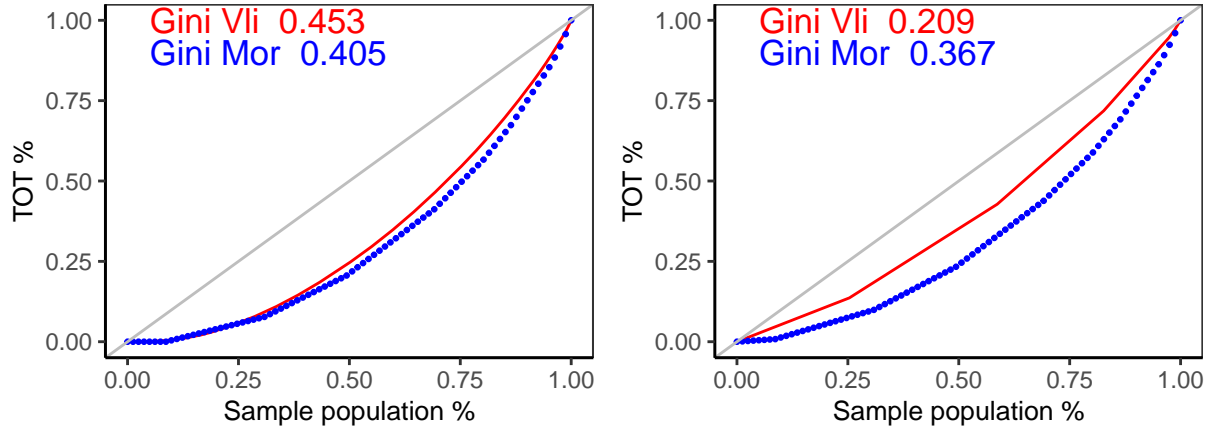 Gini Vli 0.453
Gini Mor 0.405
1.00
0.75
0.50
0.25
0.00
TOT %
0.00 0.25 0.50 0.75 1.00
Sample population %
Gini Vli 0.209
Gini Mor 0.367
1.00
0.75
0.50
0.25
0.00
TOT %
0.00 0.25 0.50 0.75 1.00
Sample population %